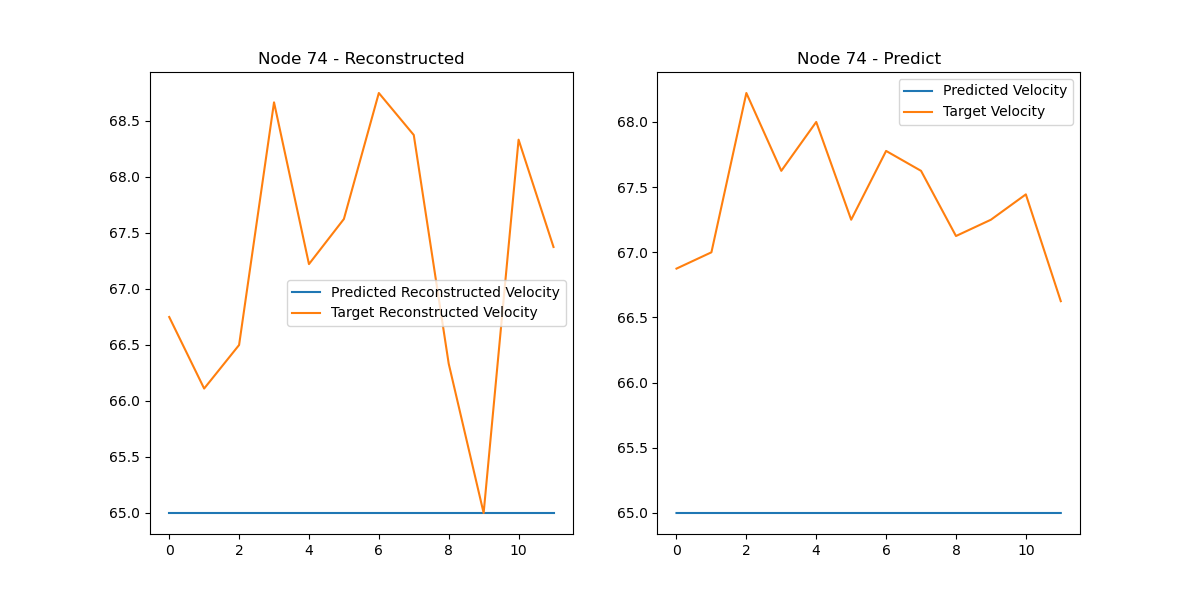 Node 74 - Reconstructed
68.5
68.0
67.5
67.0
66.5
66.0
65.5
65.0
0 2 4 6 8 10
Predicted Reconstructed Velocity
Target Reconstructed Velocity
Node 74 - Predict
68.0
67.5
67.0
66.5
66.0
65.5
65.0
0 2 4 6 8 10
Predicted Velocity
Target Velocity